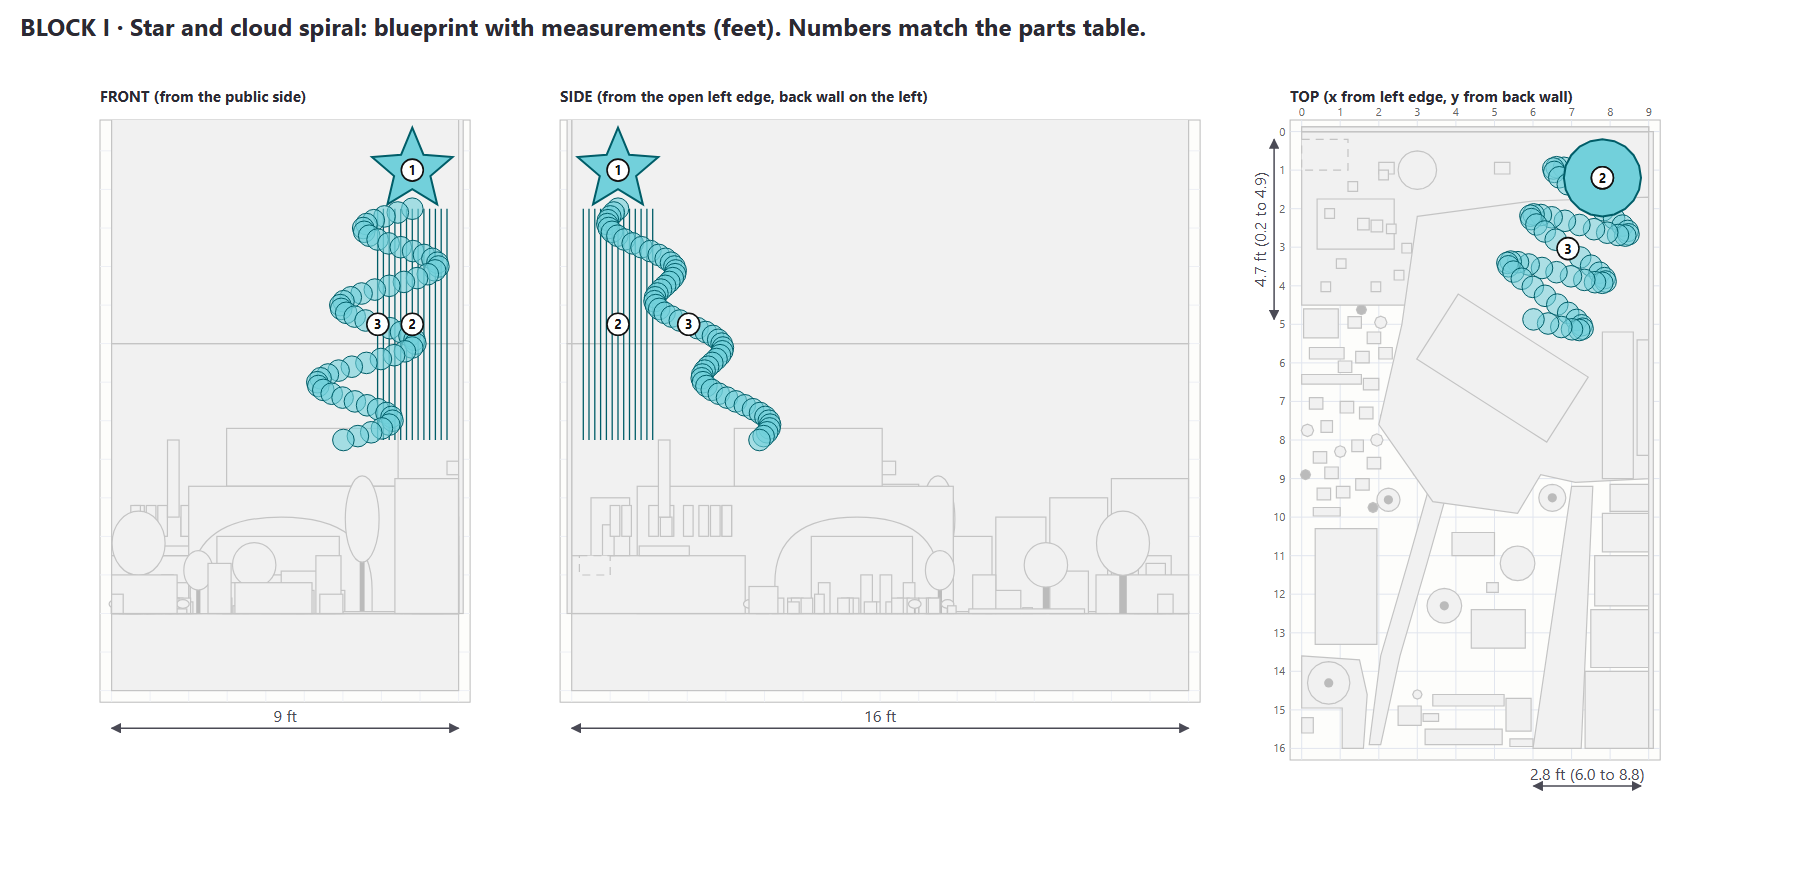 BLOCK I · Star and cloud spiral: blueprint with measurements (feet). Numbers match the parts table.
FRONT (from the public side)
1
3
2
9 ft
SIDE (from the open left edge, back wall on the left)
1
2
3
16 ft
TOP (x from left edge, y from back wall)
0 1 2 3 4 5 6 7 8 9
0
1
2
3
4
5
6
7
8
9
10
11
12
13
14
15
16
4.7 ft (0.2 to 4.9)
2
3
2.8 ft (6.0 to 8.8)